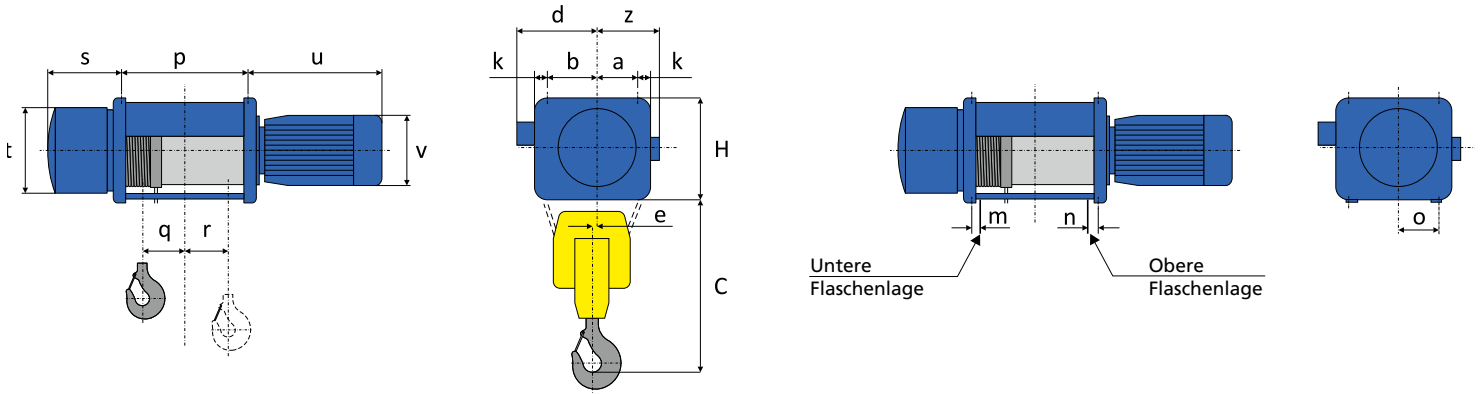 s p u
t v
q r
d z
k b a k
H
e
C
m n
Untere
Flaschenlage
Obere
Flaschenlage
o